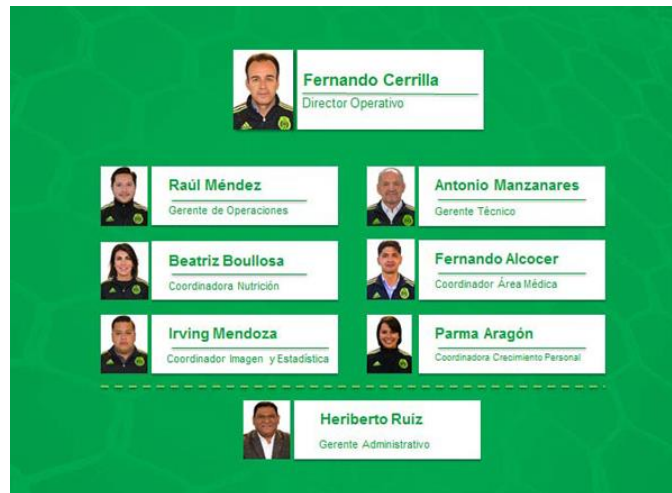 Fernando Cerrilla
Director Operativo
Raúl Méndez
Gerente de Operaciones
Antonio Manzanares
Gerente Técnico
Beatriz Boullosa
Coordinadora Nutrición
Fernando Alcocer
Coordinador Área Médica
Irving Mendoza
Coordinador Imagen y Estadística
Parma Aragón
Coordinadora Crecimiento Personal
Heriberto Ruiz
Gerente Administrativo